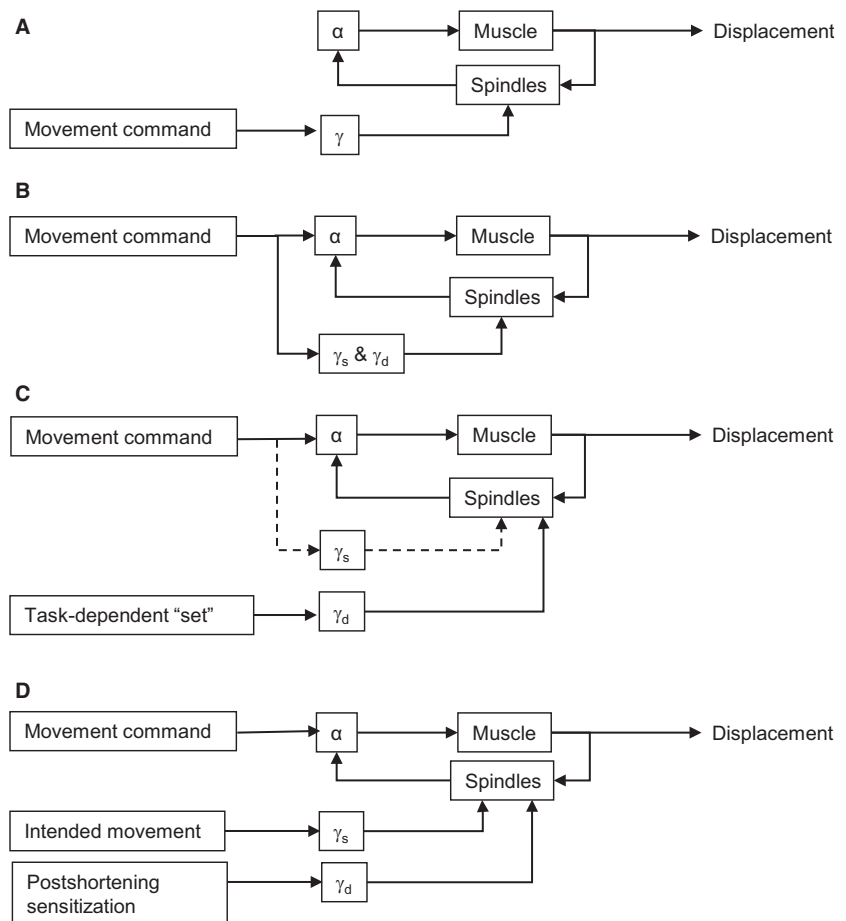 A
α
Muscle
Displacement
Spindles
Movement command
γ
B
Movement command
α
Muscle
Displacement
Spindles
γs & γd
C
Movement command
α
Muscle
Displacement
Spindles
γs
Task-dependent “set”
γd
D
Movement command
α
Muscle
Displacement
Spindles
Intended movement
γs
Postshortening
sensitization
γd